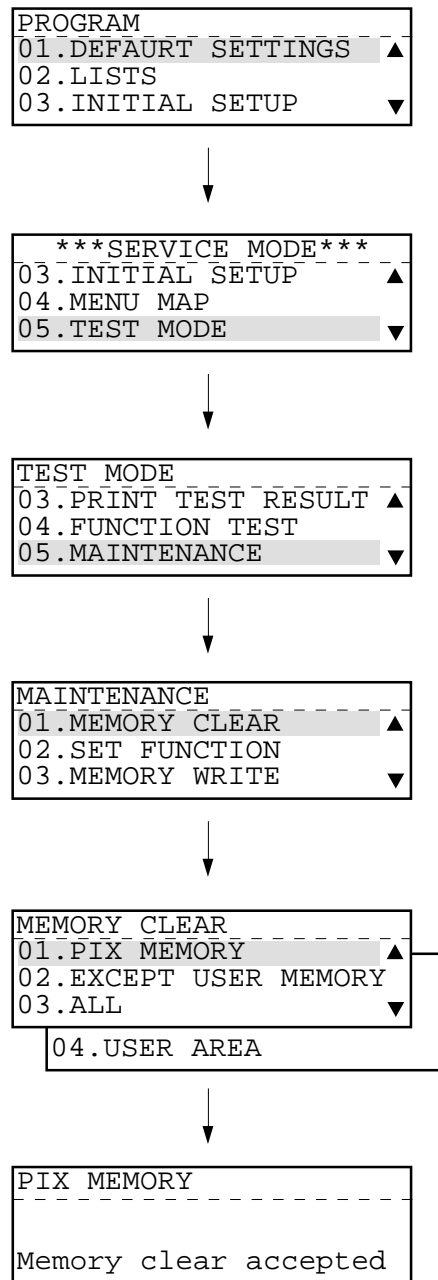 PROGRAM
01.DEFAURT SETTINGS ▲
02.LISTS
03.INITIAL SETUP ▼
***SERVICE MODE***
03.INITIAL SETUP ▲
04.MENU MAP
05.TEST MODE ▼
TEST MODE
03.PRINT TEST RESULT ▲
04.FUNCTION TEST
05.MAINTENANCE ▼
MAINTENANCE
01.MEMORY CLEAR ▲
02.SET FUNCTION
03.MEMORY WRITE ▼
MEMORY CLEAR
01.PIX MEMORY ▲
02.EXCEPT USER MEMORY
03.ALL ▼
04.USER AREA
PIX MEMORY
Memory clear accepted